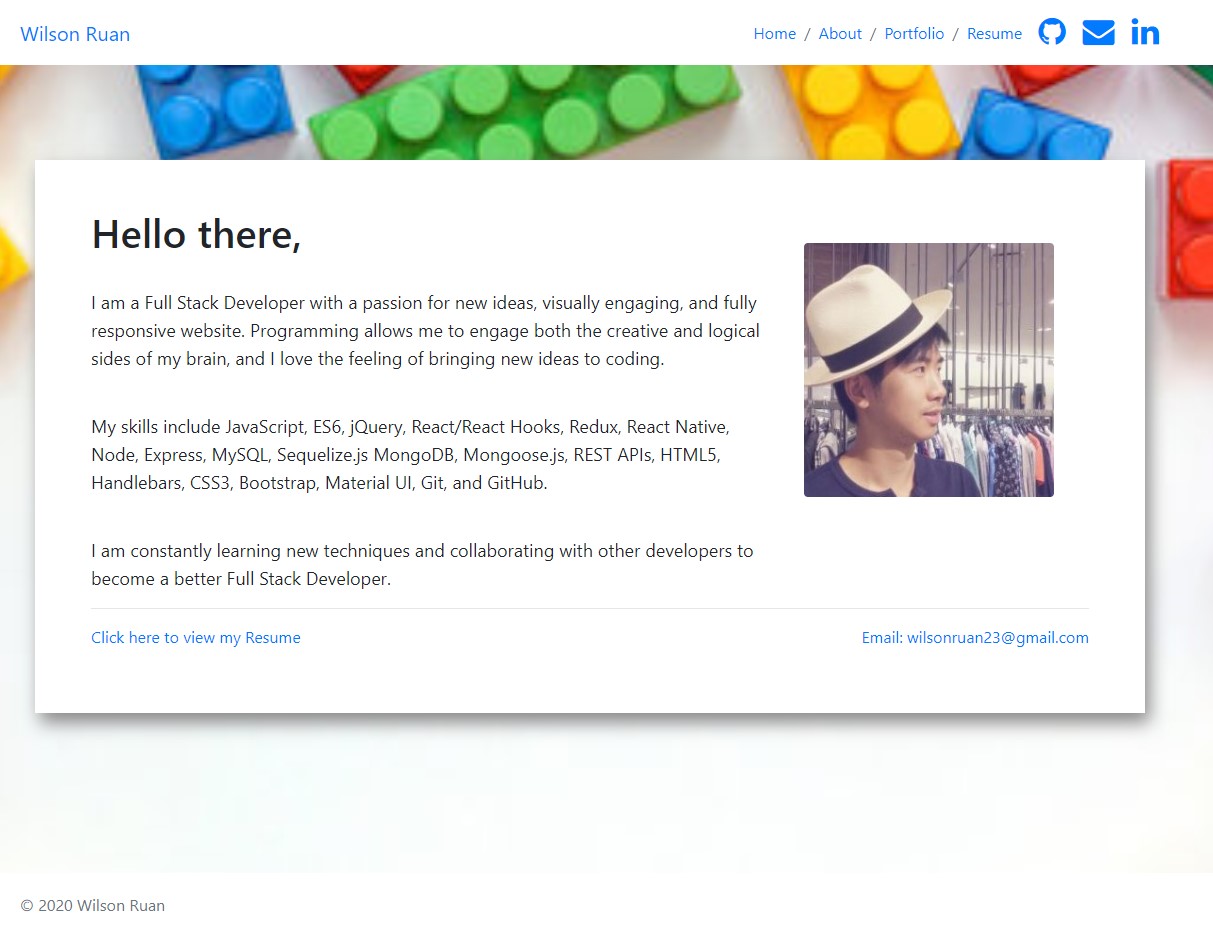 Wilson Ruan
Home / About / Portfolio / Resume
Hello there,
I am a Full Stack Developer with a passion for new ideas, visually engaging, and fully
responsive website. Programming allows me to engage both the creative and logical
sides of my brain, and I love the feeling of bringing new ideas to coding.
My skills include JavaScript, ES6, jQuery, React/React Hooks, Redux, React Native,
Node, Express, MySQL, Sequelize.js MongoDB, Mongoose.js, REST APIs, HTML5,
Handlebars, CSS3, Bootstrap, Material UI, Git, and GitHub.
I am constantly learning new techniques and collaborating with other developers to
become a better Full Stack Developer.
Click here to view my Resume
Email: wilsonruan23@gmail.com
© 2020 Wilson Ruan